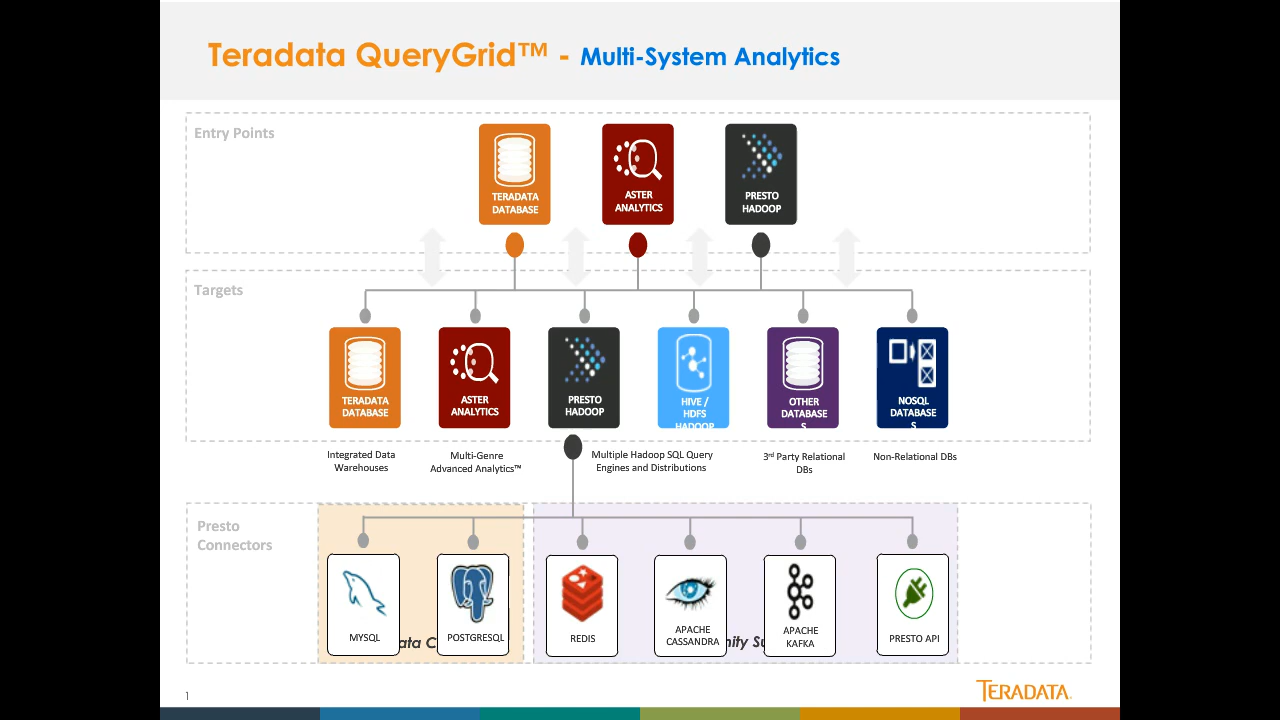 Teradata QueryGrid™ - Multi-System Analytics
Entry Points
TERADATA
DATABASE
ASTER
ANALYTICS
PRESTO
HADOOP
Targets
TERADATA
DATABASE
ASTER
ANALYTICS
PRESTO
HADOOP
HIVE /
HDFS
HADOOP
OTHER
DATABASE
S
NOSQL
DATABASE
S
Integrated Data
Warehouses
Multi-Genre
Advanced Analytics™
Multiple Hadoop SQL Query
Engines and Distributions
3rd Party Relational
DBs
Non-Relational DBs
Presto
Connectors
MYSQL
POSTGRESQL
REDIS
APACHE
CASSANDRA
APACHE
KAFKA
PRESTO API
1
TERADATA.